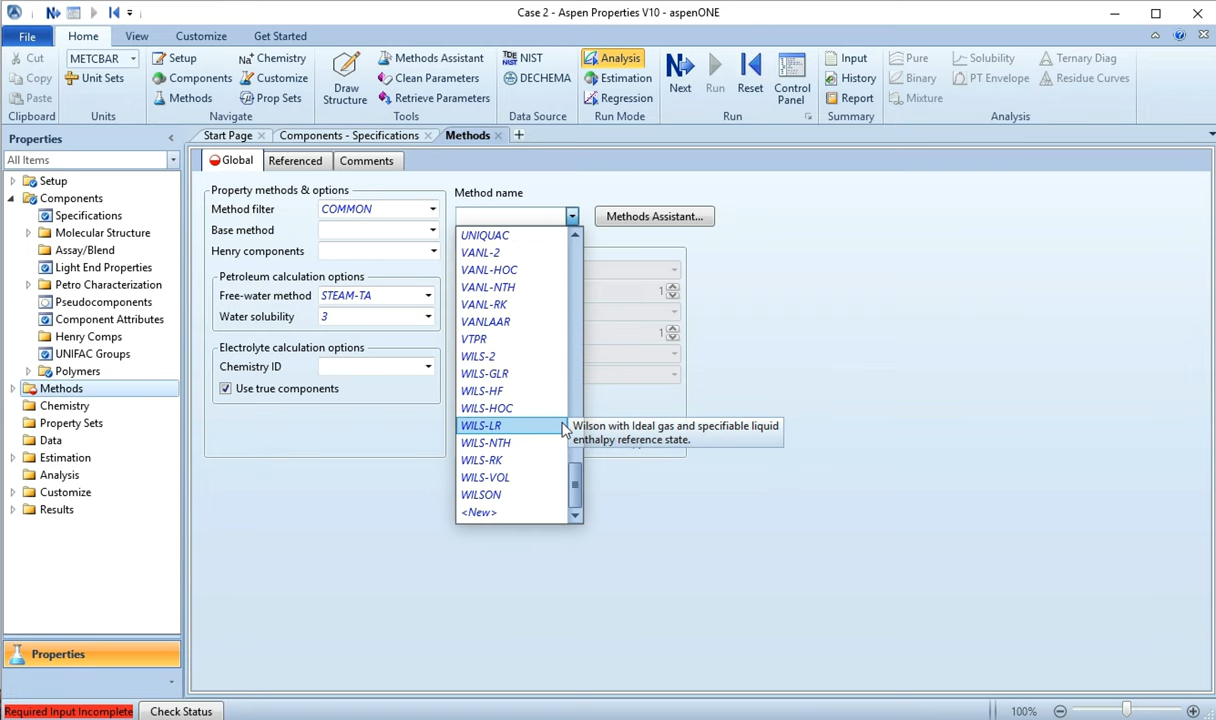 Case 2 - Aspen Properties V10 - aspenONE
File Home View Customize Get Started
Cut METCBAR Setup Chemistry Methods Assistant NIST Analysis Input Pure Solubility Ternary Diag
Copy Unit Sets Components Customize Clean Parameters DECHEMA Estimation History Binary PT Envelope Residue Curves
Paste Methods Prop Sets Draw Structure Retrieve Parameters Regression Next Run Reset Control Panel Report Mixture
Clipboard Units Navigate Tools Data Source Run Mode Run Summary Analysis
Properties
All Items
Setup
Components
Specifications
Molecular Structure
Assay/Blend
Light End Properties
Petro Characterization
Pseudocomponents
Component Attributes
Henry Comps
UNIFAC Groups
Polymers
Methods
Chemistry
Property Sets
Data
Estimation
Analysis
Customize
Results
Properties
Start Page Components - Specifications Methods
Global Referenced Comments
Property methods & options
Method filter COMMON
Base method
Henry components
Petroleum calculation options
Free-water method STEAM-TA
Water solubility 3
Electrolyte calculation options
Chemistry ID
Use true components
Method name
Methods Assistant...
UNIQUAC
VANL-2
VANL-HOC
VANL-NTH
VANL-RK
VANLAAR
VTPR
WILS-2
WILS-GLR
WILS-HF
WILS-HOC
WILS-LR
WILS-NTH
WILS-RK
WILS-VOL
WILSON
<New>
1
1
Wilson with Ideal gas and specifiable liquid
enthalpy reference state.
Required Input Incomplete Check Status 100%